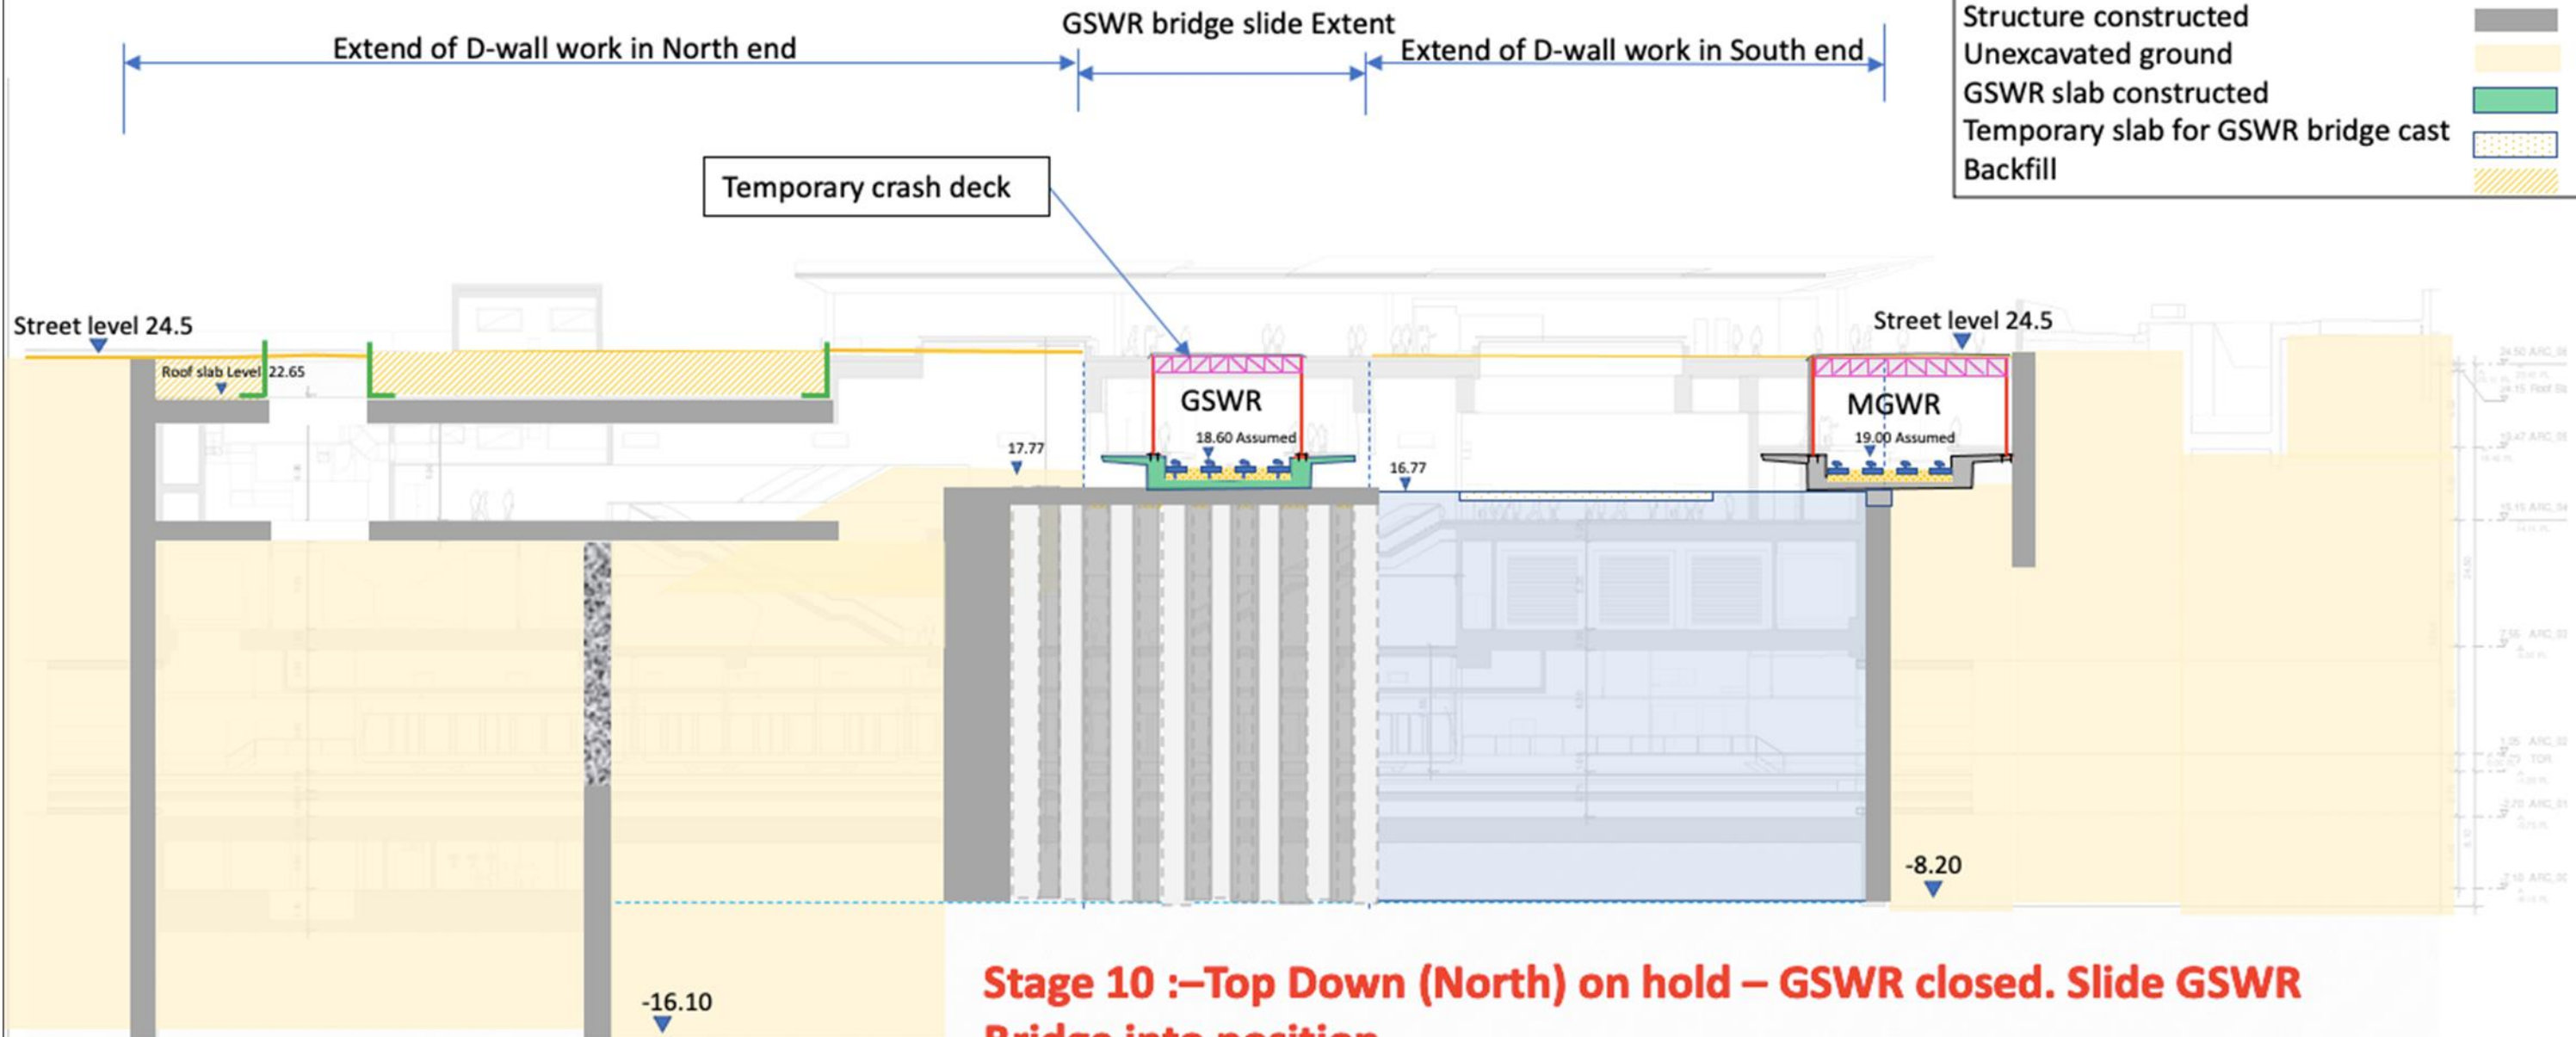 GSWR bridge slide Extent
Extend of D-wall work in North end
Extend of D-wall work in South end
Structure constructed
Unexcavated ground
GSWR slab constructed
Temporary slab for GSWR bridge cast
Backfill
Temporary crash deck
Street level 24.5
Street level 24.5
Roof slab Level 22.65
GSWR
MGWR
18.60 Assumed
19.00 Assumed
17.77
16.77
-8.20
-16.10
Stage 10 :–Top Down (North) on hold – GSWR closed. Slide GSWR
Bridge into position